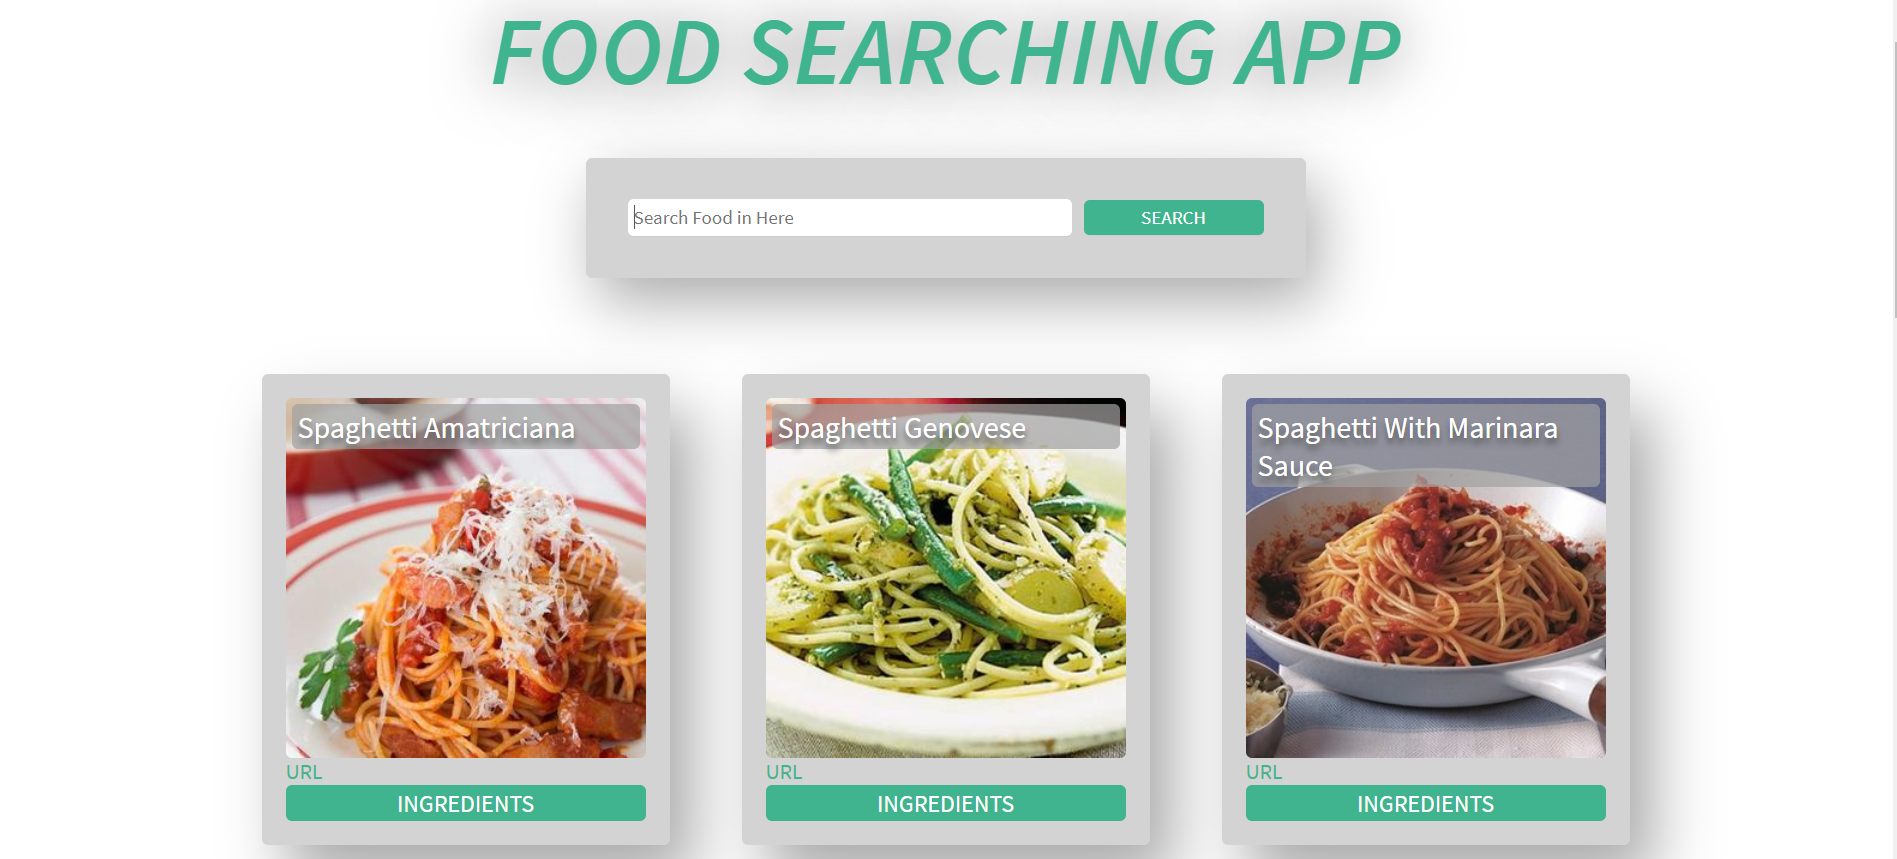 FOOD SEARCHING APP
Search Food in Here
SEARCH
Spaghetti Amatriciana
URL
INGREDIENTS
Spaghetti Genovese
URL
INGREDIENTS
Spaghetti With Marinara
Sauce
URL
INGREDIENTS